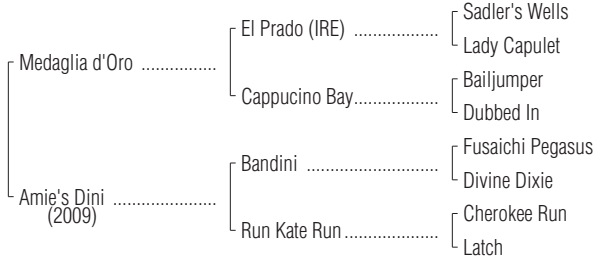 Sadler's Wells
El Prado (IRE) ..................
Lady Capulet
Medaglia d'Oro ................
Bailjumper
Cappucino Bay..................
Dubbed In
Fusaichi Pegasus
Bandini ............................
Divine Dixie
Amie's Dini ......................
(2009)
Cherokee Run
Run Kate Run....................
Latch